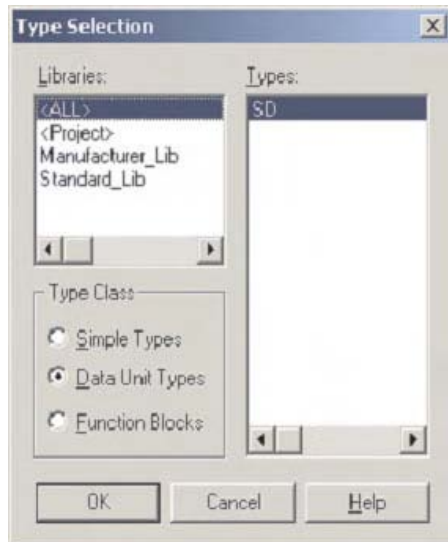 Type Selection
Libraries:
<ALL>
<Project>
Manufacturer_Lib
Standard_Lib
Types:
SD
Type Class
Simple Types
Data Unit Types
Function Blocks
OK
Cancel
Help